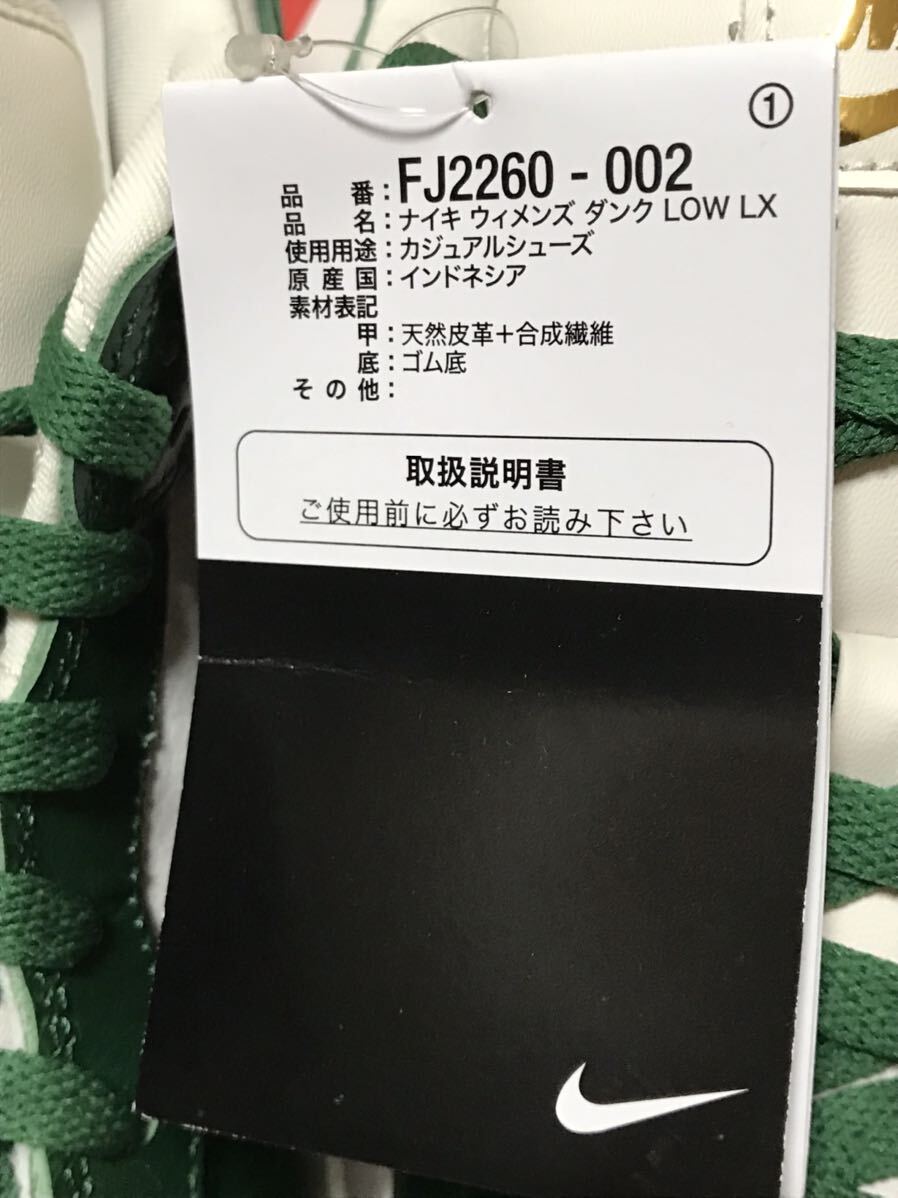 ①
品番：FJ2260 - 002
品名：ナイキ ウィメンズ ダンク LOW LX
使用用途：カジュアルシューズ
原産国：インドネシア
素材表記
甲：天然皮革＋合成繊維
底：ゴム底
その他：
取扱説明書
ご使用前に必ずお読み下さい